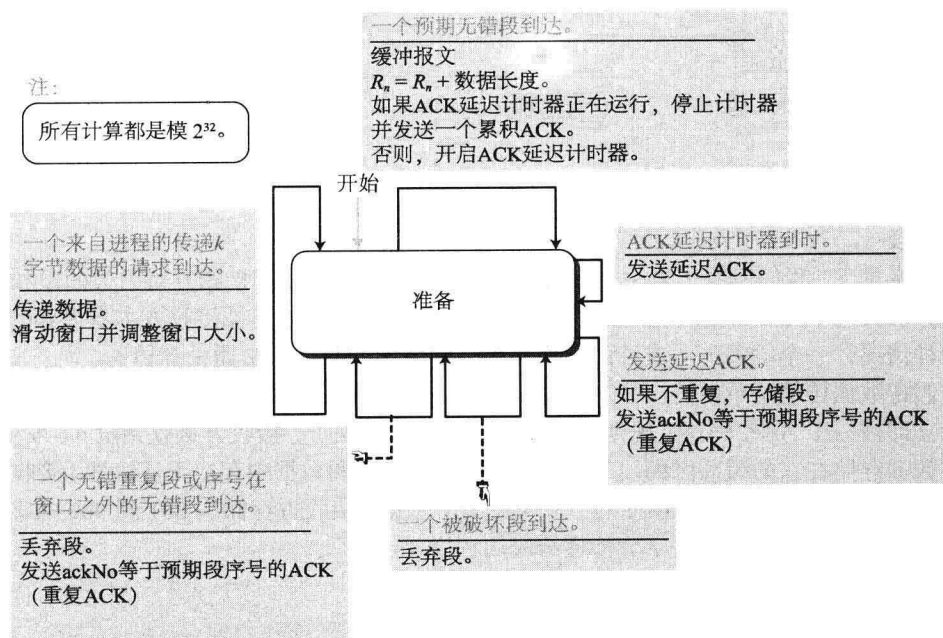 一个预期无错段到达。
缓冲报文
Rₙ = Rₙ + 数据长度。
如果ACK延迟计时器正在运行，停止计时器
并发送一个累积ACK。
否则，开启ACK延迟计时器。
注：
所有计算都是模 2³²。
开始
一个来自进程的传递k
字节数据的请求到达。
传递数据。
滑动窗口并调整窗口大小。
准备
ACK延迟计时器到时。
发送延迟ACK。
发送延迟ACK。
如果不重复，存储段。
发送ackNo等于预期段序号的ACK
（重复ACK）
一个无错重复段或序号在
窗口之外的无错段到达。
丢弃段。
发送ackNo等于预期段序号的ACK
（重复ACK）
一个被破坏段到达。
丢弃段。